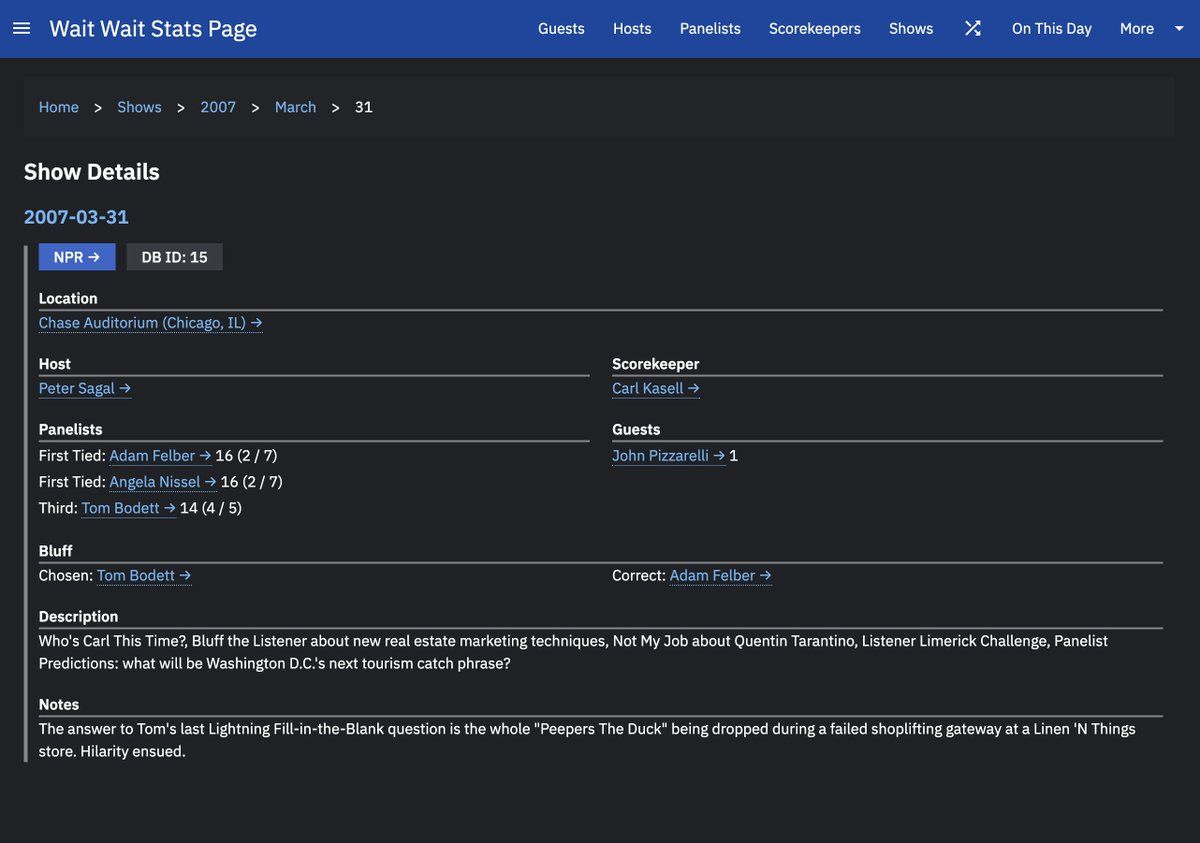 Wait Wait Stats Page
Guests Hosts Panelists Scorekeepers Shows On This Day More
Home > Shows > 2007 > March > 31
Show Details
2007-03-31
NPR → DB ID: 15
Location
Chase Auditorium (Chicago, IL) →
Host
Peter Sagal →
Scorekeeper
Carl Kasell →
Panelists
First Tied: Adam Felber → 16 (2 / 7)
First Tied: Angela Nissel → 16 (2 / 7)
Third: Tom Bodett → 14 (4 / 5)
Guests
John Pizzarelli → 1
Bluff
Chosen: Tom Bodett →
Correct: Adam Felber →
Description
Who's Carl This Time?, Bluff the Listener about new real estate marketing techniques, Not My Job about Quentin Tarantino, Listener Limerick Challenge, Panelist
Predictions: what will be Washington D.C.'s next tourism catch phrase?
Notes
The answer to Tom's last Lightning Fill-in-the-Blank question is the whole "Peepers The Duck" being dropped during a failed shoplifting gateway at a Linen 'N Things
store. Hilarity ensued.